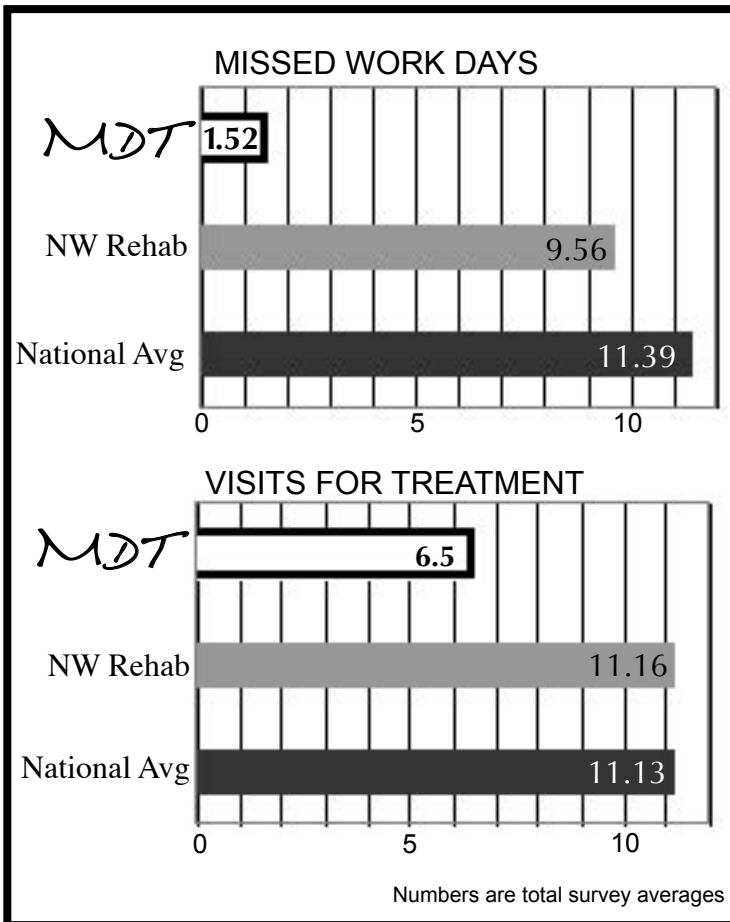 MISSED WORK DAYS
MDT 1.52
NW Rehab 9.56
National Avg 11.39
0 5 10
VISITS FOR TREATMENT
MDT 6.5
NW Rehab 11.16
National Avg 11.13
0 5 10
Numbers are total survey averages